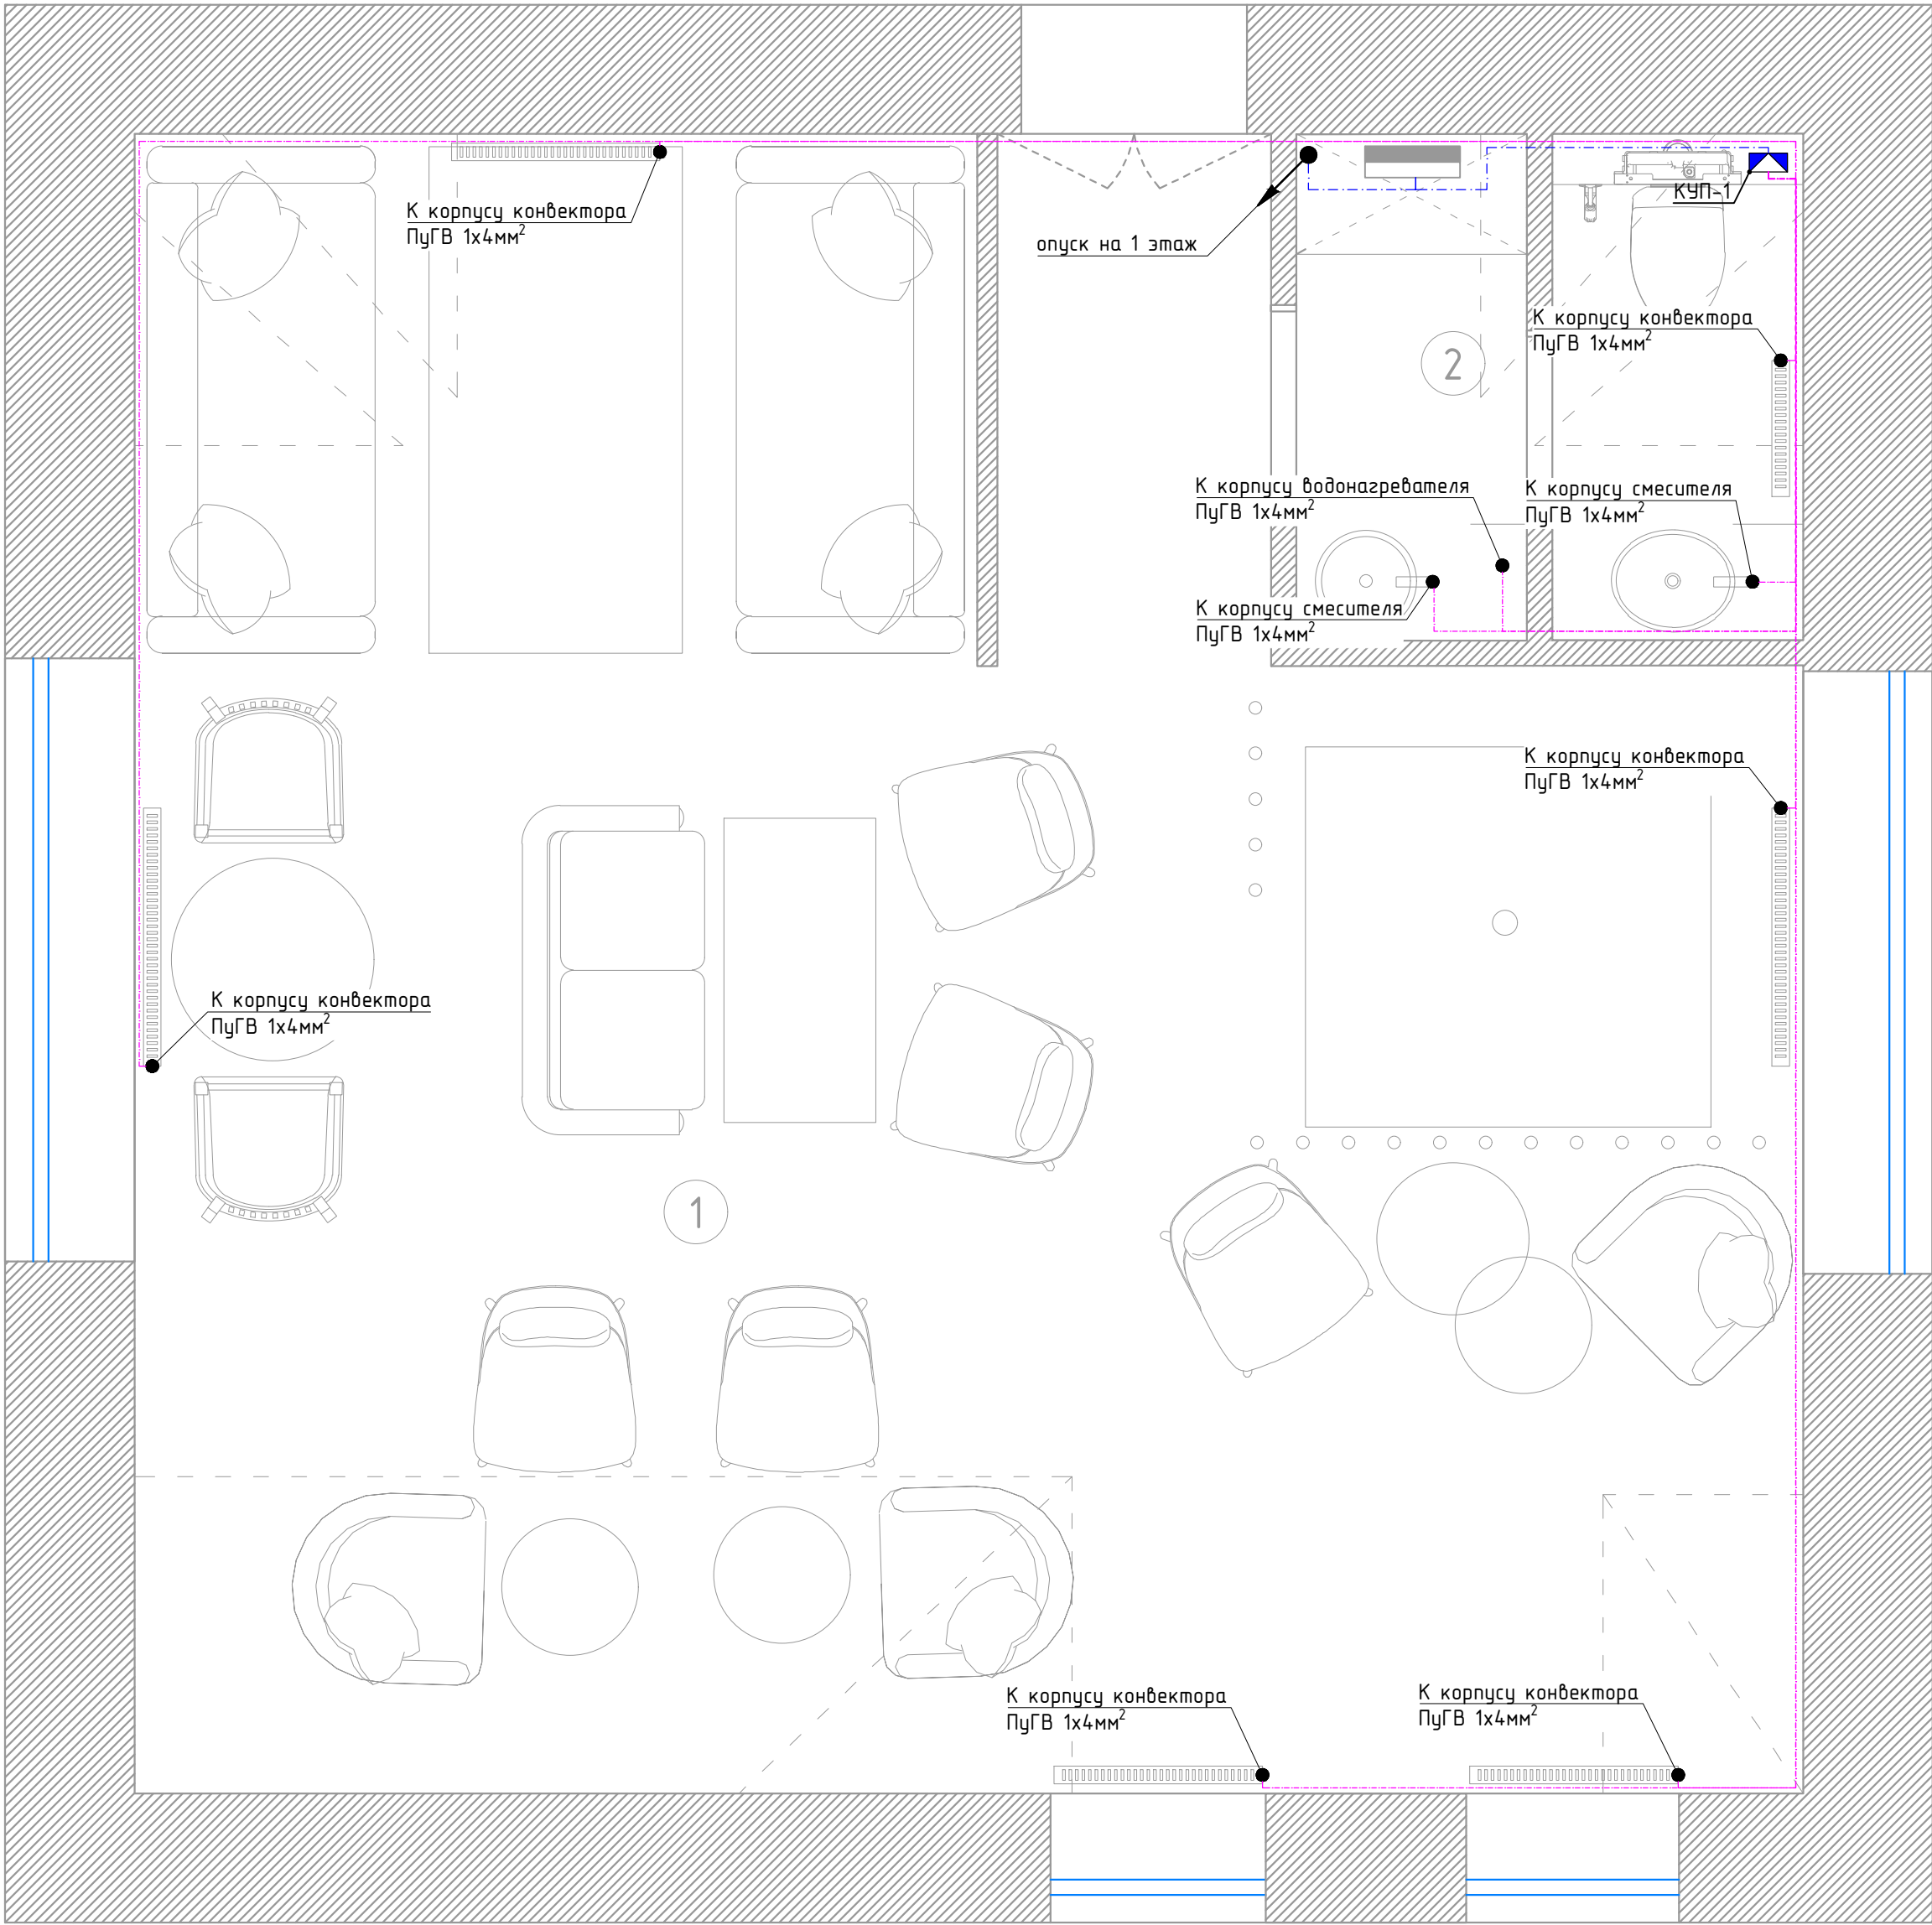 КУП-1
К корпусу конвектора
ПуГВ 1х4мм²
опуск на 1 этаж
К корпусу конвектора
ПуГВ 1х4мм²
2
К корпусу водонагревателя
ПуГВ 1х4мм²
К корпусу смесителя
ПуГВ 1х4мм²
К корпусу смесителя
ПуГВ 1х4мм²
К корпусу конвектора
ПуГВ 1х4мм²
К корпусу конвектора
ПуГВ 1х4мм²
1
К корпусу конвектора
ПуГВ 1х4мм²
К корпусу конвектора
ПуГВ 1х4мм²